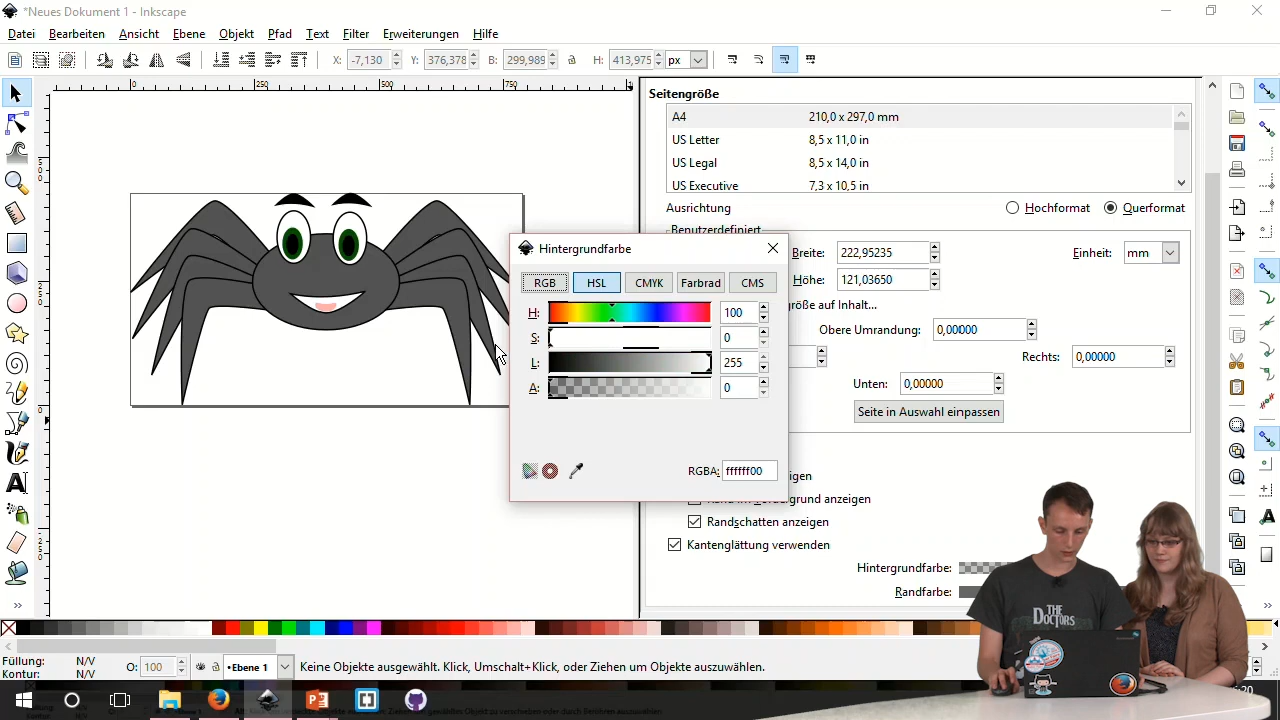 *Neues Dokument 1 - Inkscape
Datei Bearbeiten Ansicht Ebene Objekt Pfad Text Filter Erweiterungen Hilfe
X: -7,130 Y: 376,378 B: 299,989 H: 413,975 px
0 250 500 750
Seitengröße
A4 210,0 x 297,0 mm
US Letter 8,5 x 11,0 in
US Legal 8,5 x 14,0 in
US Executive 7,3 x 10,5 in
Ausrichtung Hochformat Querformat
Benutzerdefiniert
Breite: 222,95235 Einheit: mm
Höhe: 121,03650
größe auf Inhalt...
Obere Umrandung: 0,00000
Rechts: 0,00000
Unten: 0,00000
Seite in Auswahl einpassen
Hintergrundfarbe
RGB HSL CMYK Farbrad CMS
H: 100
S: 0
L: 255
A: 0
RGBA: ffffff00
igen
anzeigen
Randschatten anzeigen
Kantenglättung verwenden
Hintergrundfarbe:
Randfarbe:
THE DOCTORS
Füllung: N/V
Kontur: N/V
O: 100
•Ebene 1
Keine Objekte ausgewählt. Klick, Umschalt+Klick, oder Ziehen um Objekte auszuwählen.